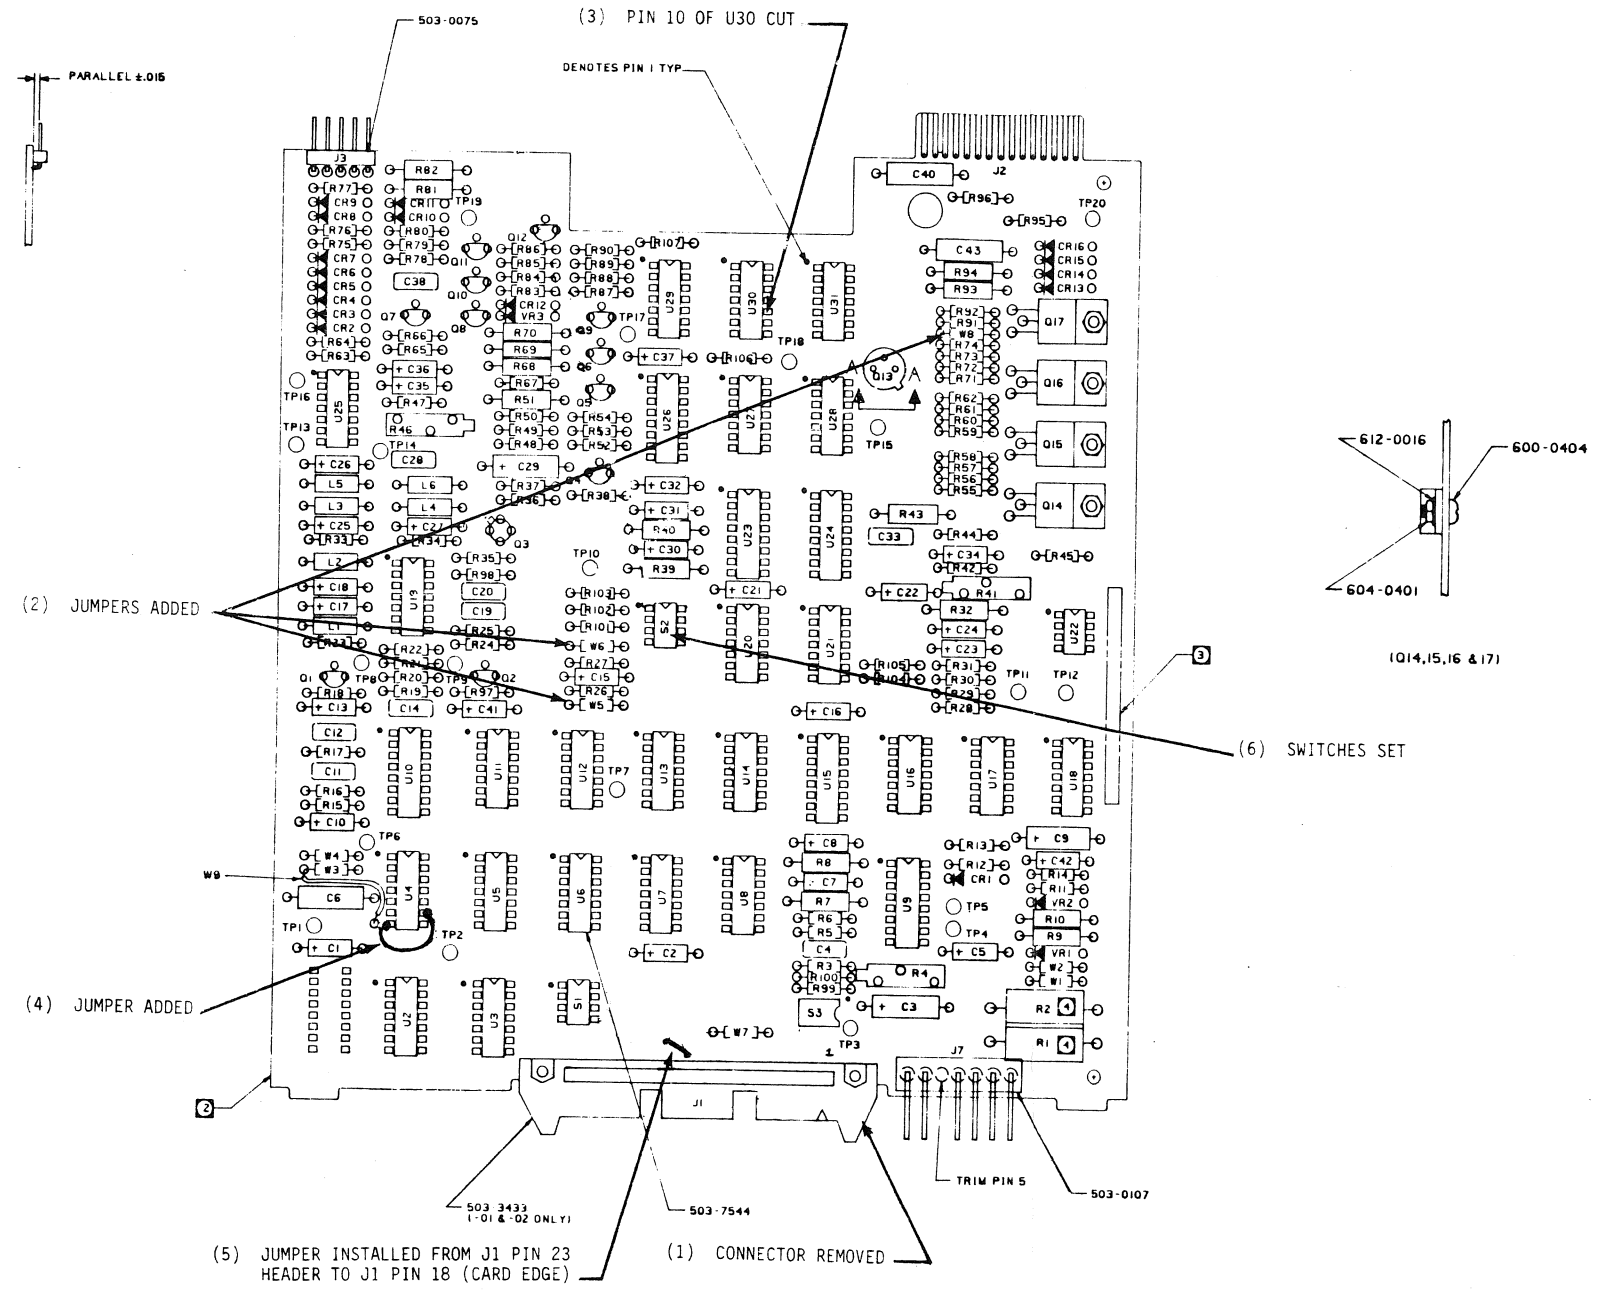 (3) PIN 10 OF U30 CUT
503-0075
DENOTES PIN 1 TYP
PARALLEL ±.015
J3
J2
R82
C40
R81
R77
R96
CR9
CR11
TP19
CR8
CR10
TP20
R95
R76
R80
Q12
R75
R79
R86
R90
R107
CR7
R78
Q11
R85
R89
C43
CR16
CR15
CR6
R84
R88
R94
CR14
CR5
C38
Q10
R83
R87
R93
CR13
CR4
CR12
U29
U30
U31
CR3
Q7
Q8
VR3
TP17
R92
Q17
CR2
R91
R64
R66
R70
Q9
TP18
W8
R63
R65
R69
R74
C36
R68
Q6
C37
R106
R73
R72
Q13
A A
R71
Q16
TP16
C35
R67
U25
R47
R51
Q5
U26
U27
U28
R62
R61
TP13
R46
R50
R54
R60
TP15
R49
R53
R59
Q15
TP14
R48
R52
C26
C28
C29
R58
R57
L5
L6
R37
Q4
C32
R56
R36
R38
R55
L3
L4
C31
R43
Q14
C25
C27
R40
U23
U24
R33
R34
Q3
C30
C33
R44
R35
TP10
C34
R45
L2
R98
R39
R42
C18
U19
C20
R103
C21
C22
R41
(2) JUMPERS ADDED
C17
C19
R102
R32
L1
R25
R101
S2
C24
U22
R23
R22
R24
W6
U20
U21
C23
R21
R27
R105
R31
Q1
TP8
R20
TP9
Q2
C15
R104
R30
TP11
TP12
R18
R19
R97
R26
R29
C13
C14
C41
W5
C16
R28
3
612-0016
600-0404
604-0401
(Q14,15,16 & 17)
C12
R17
C11
U10
U11
U12
TP7
U13
U14
U15
U16
U17
U18
(6) SWITCHES SET
R16
R15
C10
TP6
C8
R13
C9
W4
R8
R12
C42
W3
C7
CR1
R14
W9
U4
U5
U6
U7
U8
R7
U9
R11
C6
R6
TP5
VR2
TP1
R5
TP4
R10
C1
TP2
C2
C4
C5
R9
VR1
R3
R4
W2
R100
W1
R99
(4) JUMPER ADDED
U2
U3
S1
S3
C3
R2 4
W7
TP3
R1 4
1
J7
2
J1
503-3433
(-01 & -02 ONLY)
503-7544
TRIM PIN 5
503-0107
(5) JUMPER INSTALLED FROM J1 PIN 23
HEADER TO J1 PIN 18 (CARD EDGE)
(1) CONNECTOR REMOVED